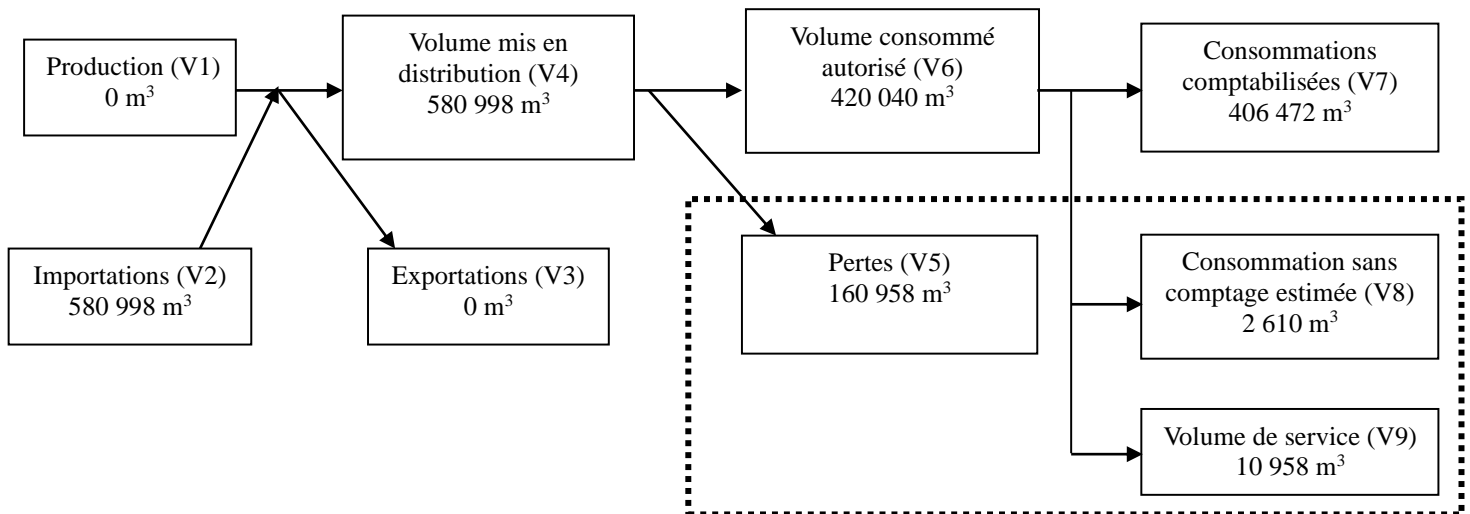 Production (V1)
0 m³
Volume mis en
distribution (V4)
580 998 m³
Volume consommé
autorisé (V6)
420 040 m³
Consommations
comptabilisées (V7)
406 472 m³
Importations (V2)
580 998 m³
Exportations (V3)
0 m³
Pertes (V5)
160 958 m³
Consommation sans
comptage estimée (V8)
2 610 m³
Volume de service (V9)
10 958 m³